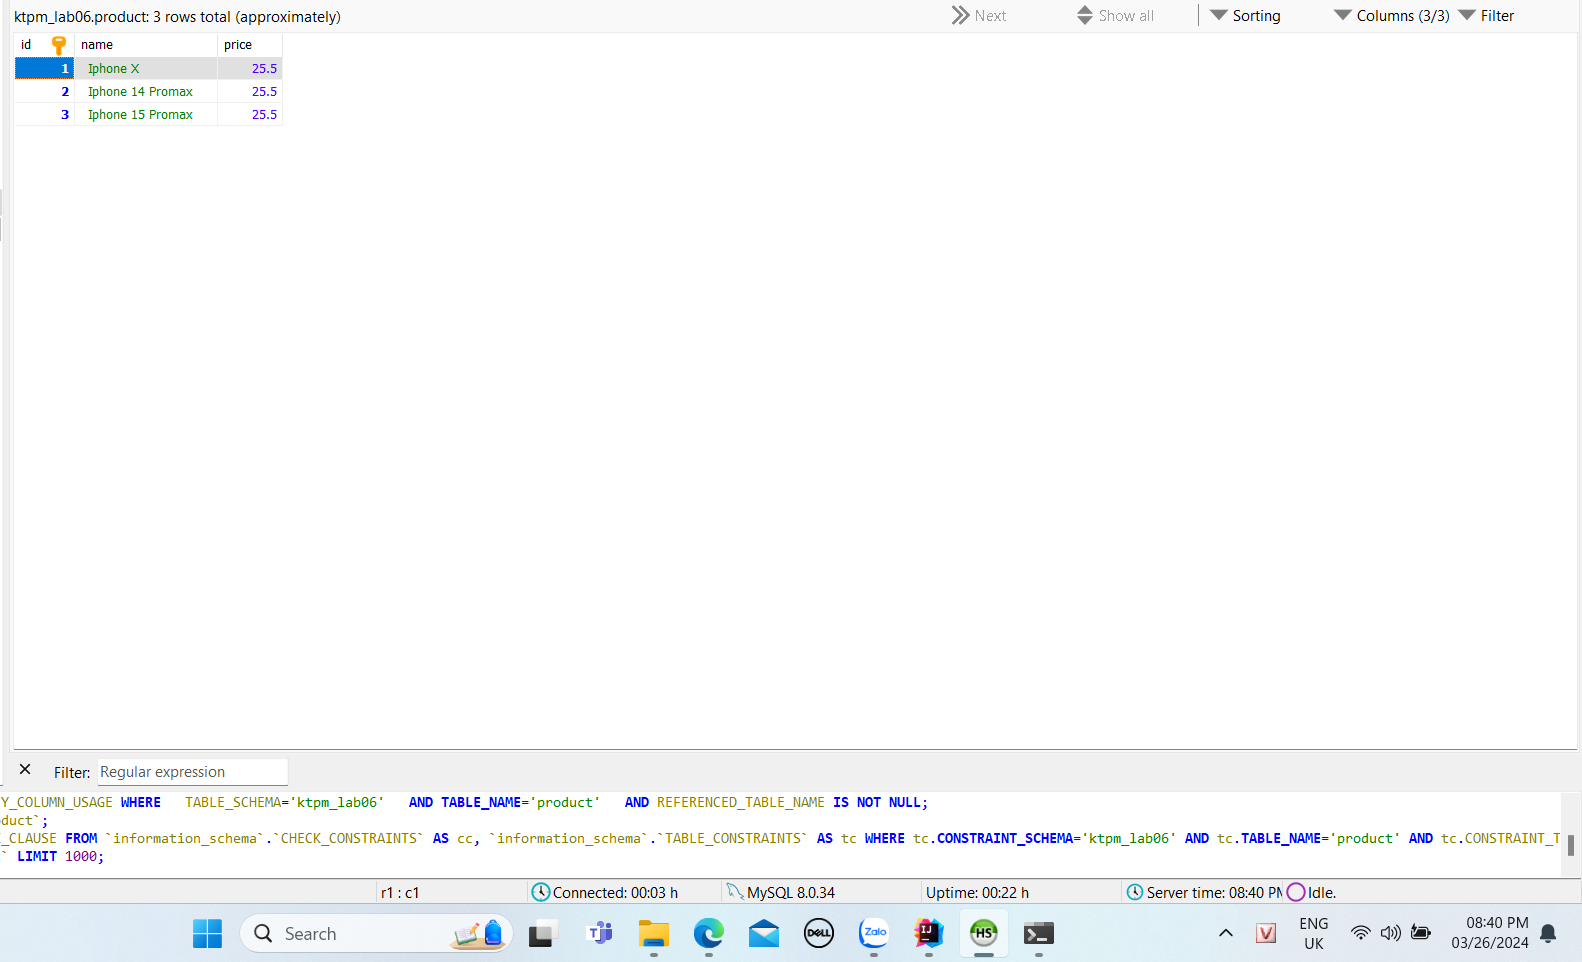 ktpm_lab06.product: 3 rows total (approximately)
Next
Show all
Sorting
Columns (3/3)
Filter
id name price
1 Iphone X 25.5
2 Iphone 14 Promax 25.5
3 Iphone 15 Promax 25.5
Filter: Regular expression
Y_COLUMN_USAGE WHERE   TABLE_SCHEMA='ktpm_lab06'   AND TABLE_NAME='product'   AND REFERENCED_TABLE_NAME IS NOT NULL;
duct`;
_CLAUSE FROM `information_schema`.`CHECK_CONSTRAINTS` AS cc, `information_schema`.`TABLE_CONSTRAINTS` AS tc WHERE tc.CONSTRAINT_SCHEMA='ktpm_lab06' AND tc.TABLE_NAME='product' AND tc.CONSTRAINT_T
` LIMIT 1000;
r1 : c1
Connected: 00:03 h
MySQL 8.0.34
Uptime: 00:22 h
Server time: 08:40 PM
Idle.
Search
DELL
Zalo
IJ
HS
V
ENG
UK
08:40 PM
03/26/2024